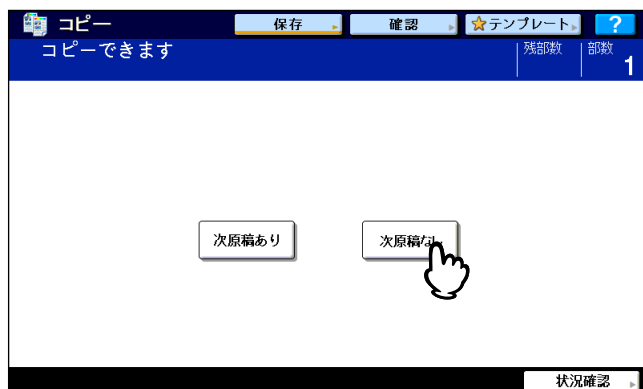 コピー 保存 確認 テンプレート ?
コピーできます 残部数 部数
1
次原稿あり 次原稿な
状況確認